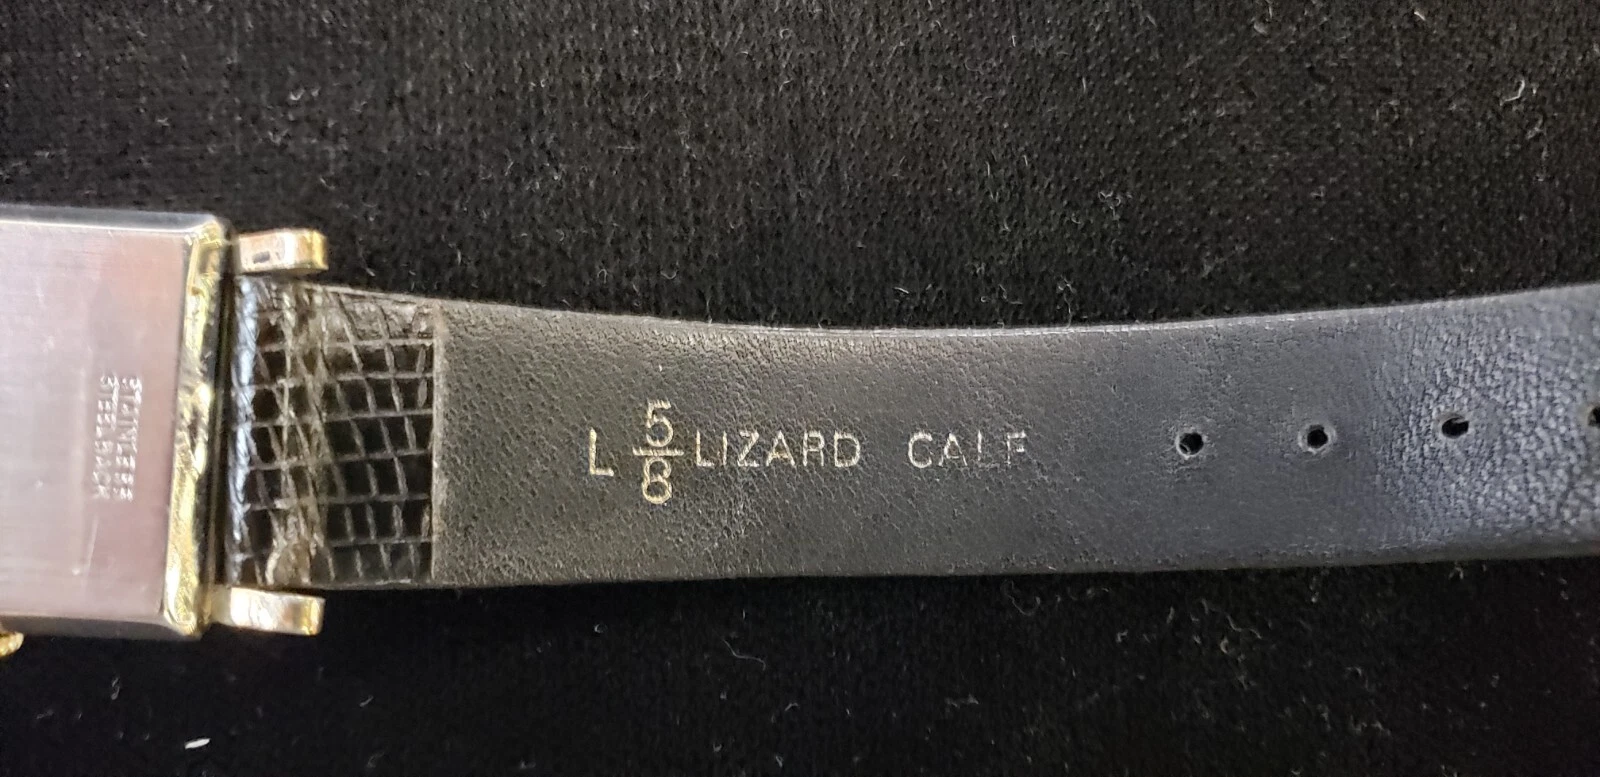 L 5/8 LIZARD CALF
STAINLESS
STEEL BACK